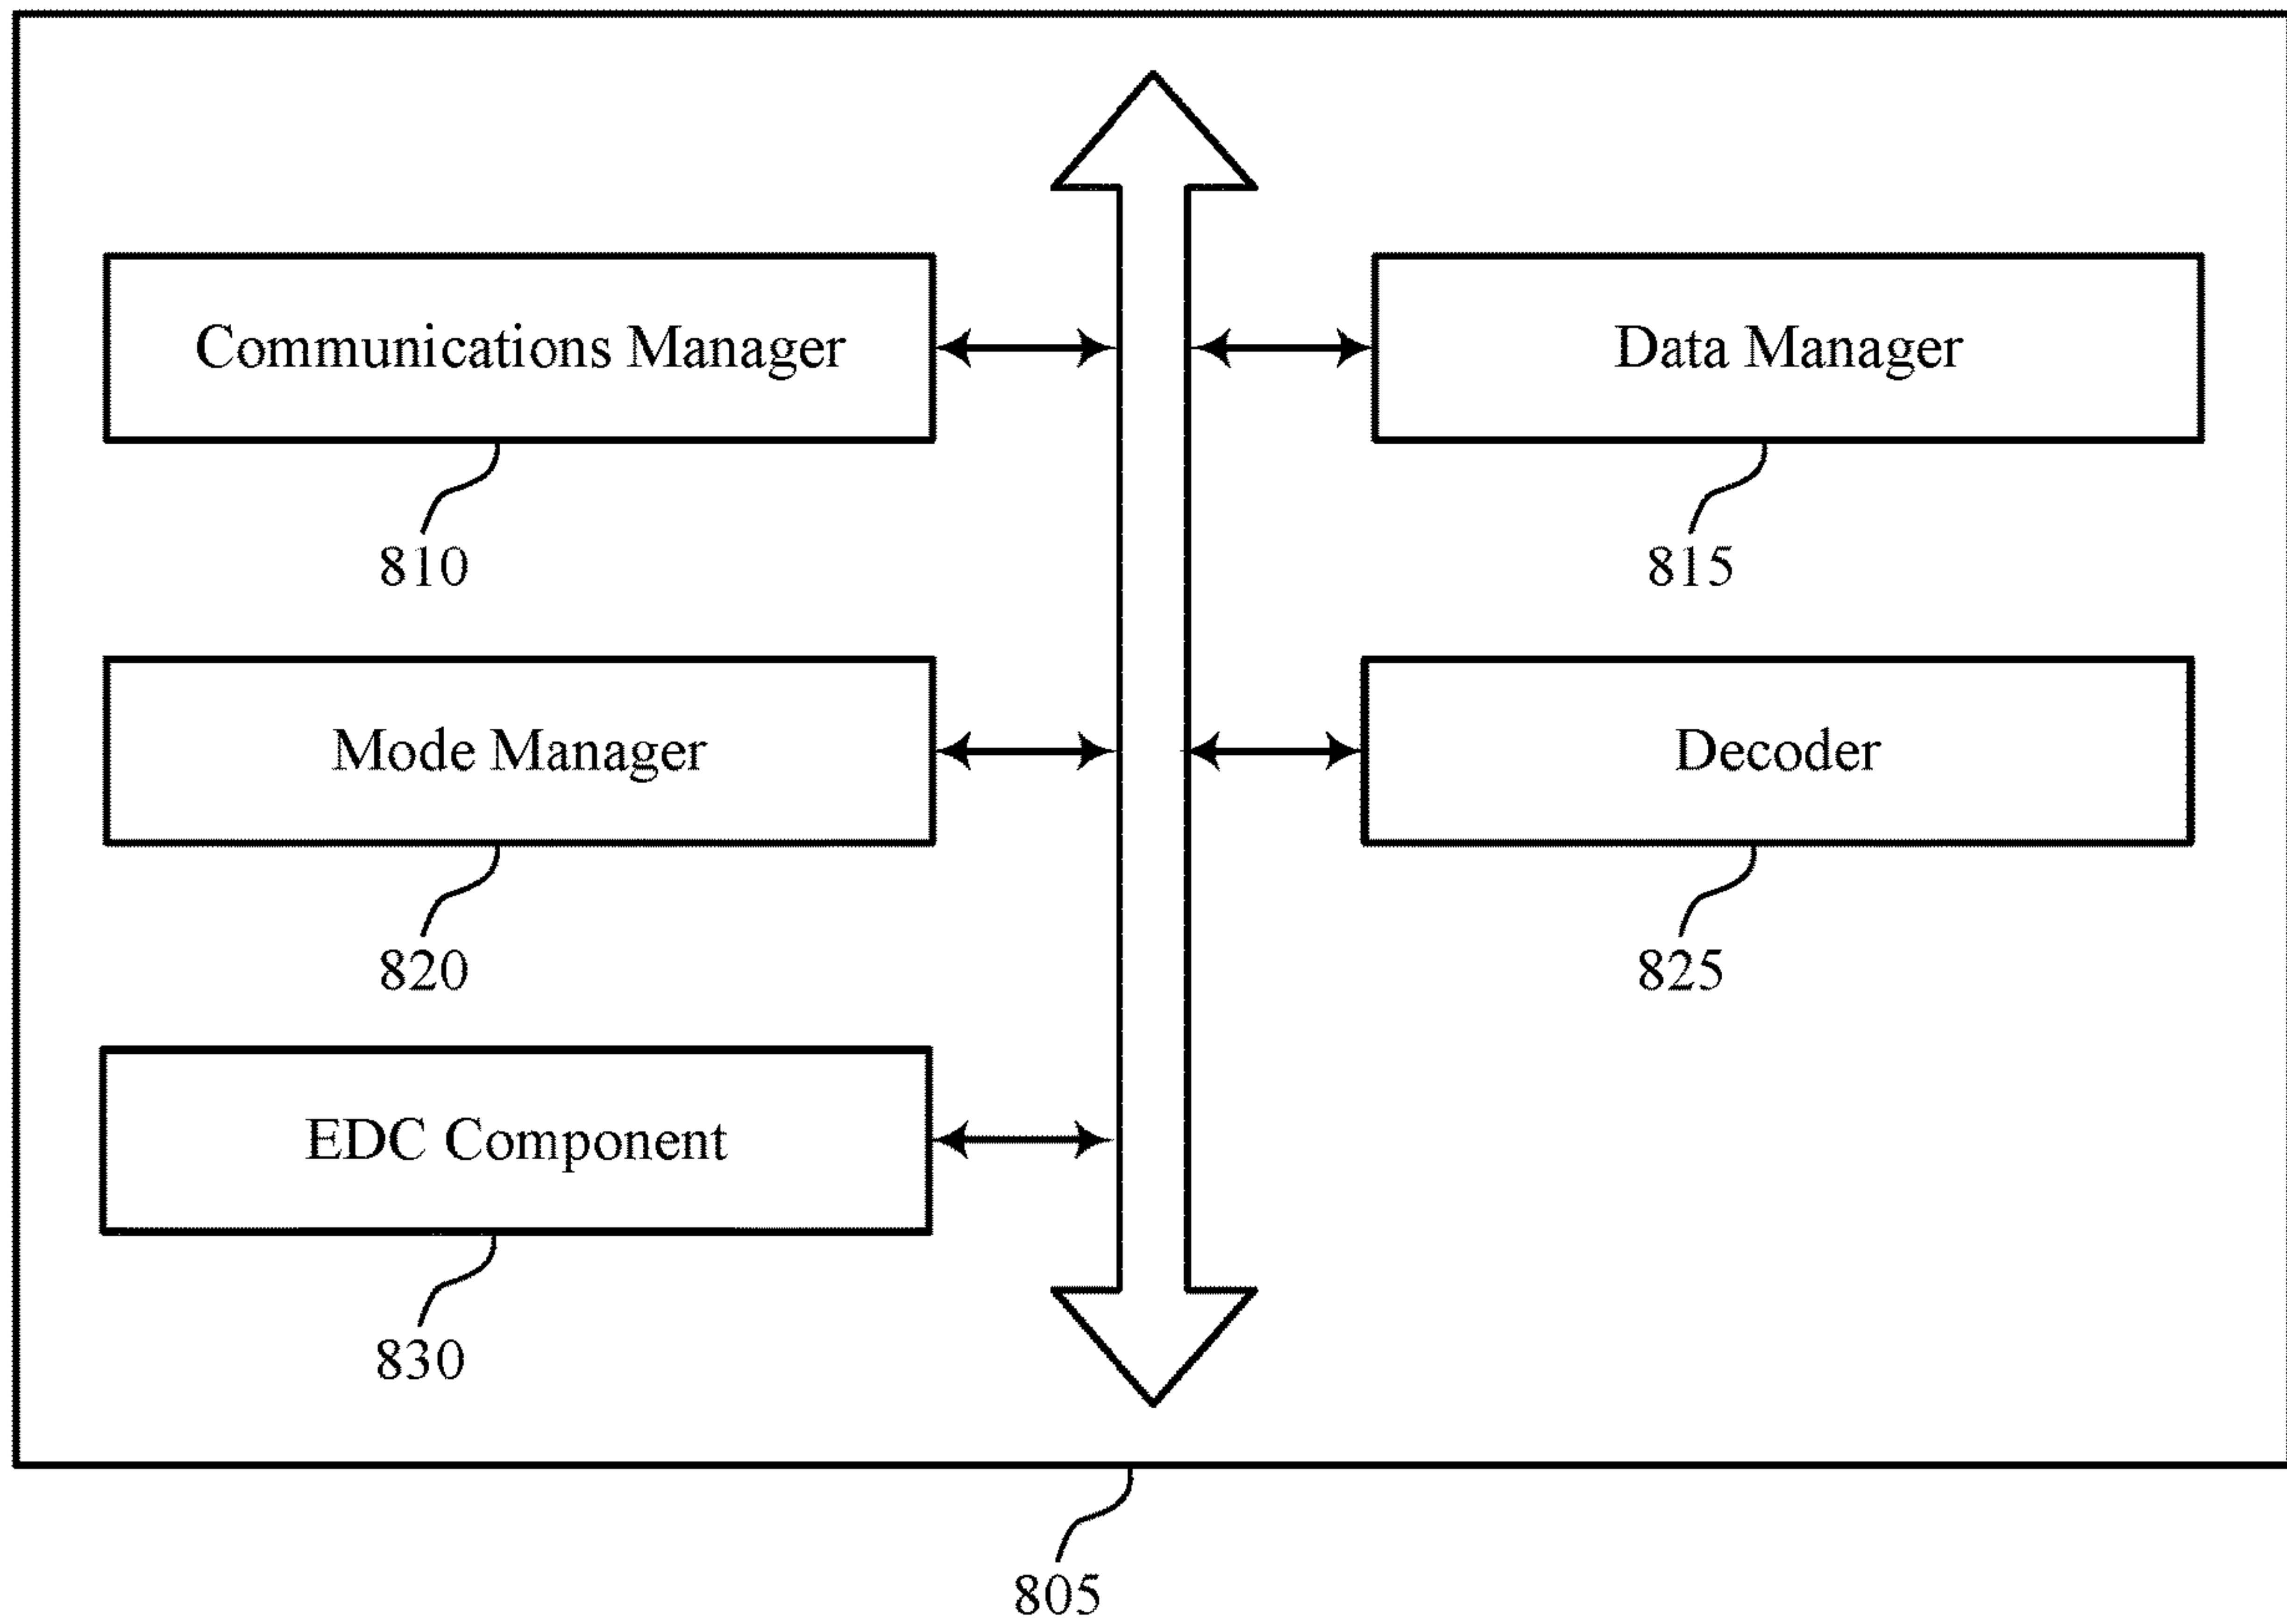 Communications Manager
Data Manager
810
815
Mode Manager
Decoder
820
825
EDC Component
830
805